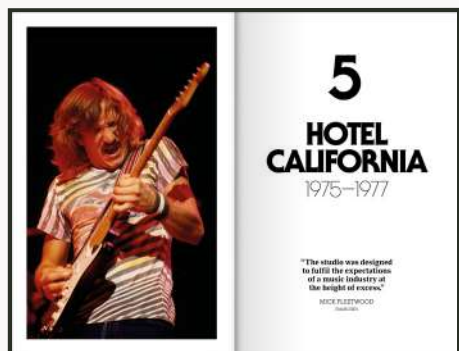 5
HOTEL
CALIFORNIA
1975–1977
"The studio was designed
to fulfil the expectations
of a music industry at
the height of excess."
MICK FLEETWOOD